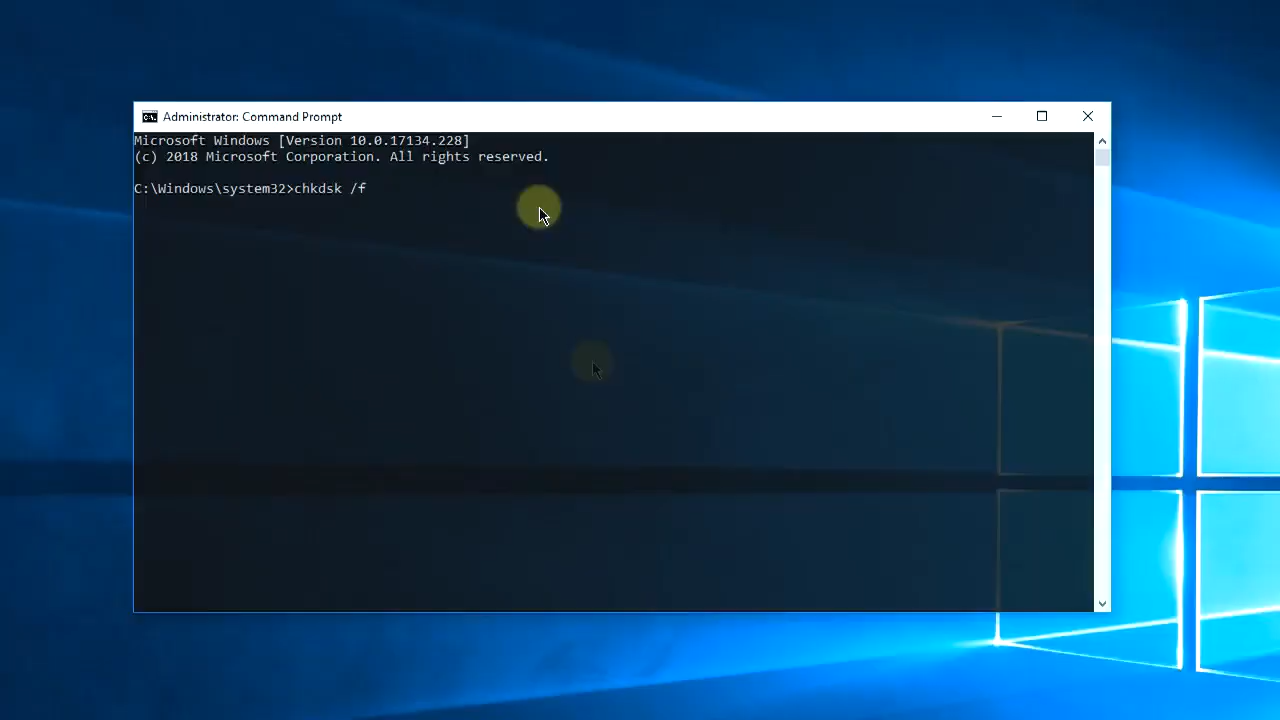 Administrator: Command Prompt
Microsoft Windows [Version 10.0.17134.228]
(c) 2018 Microsoft Corporation. All rights reserved.
C:\Windows\system32>chkdsk /f